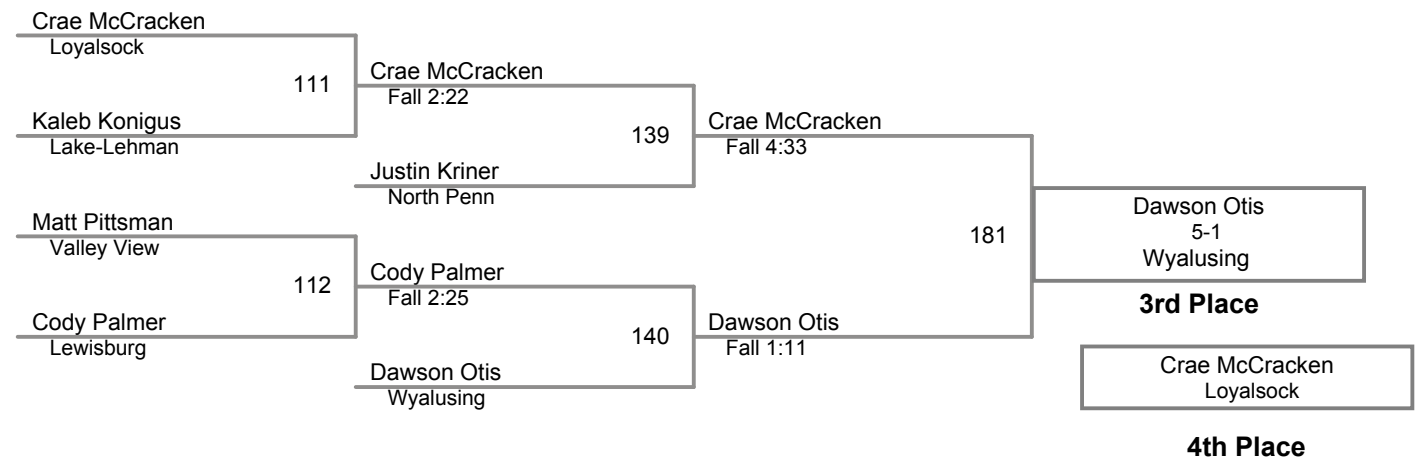 Crae McCracken
Loyalsock
111
Kaleb Konigus
Lake-Lehman
Crae McCracken
Fall 2:22
139
Justin Kriner
North Penn
Crae McCracken
Fall 4:33
Matt Pittsman
Valley View
112
Cody Palmer
Lewisburg
Cody Palmer
Fall 2:25
140
Dawson Otis
Wyalusing
Dawson Otis
Fall 1:11
181
Dawson Otis
5-1
Wyalusing
3rd Place
Crae McCracken
Loyalsock
4th Place